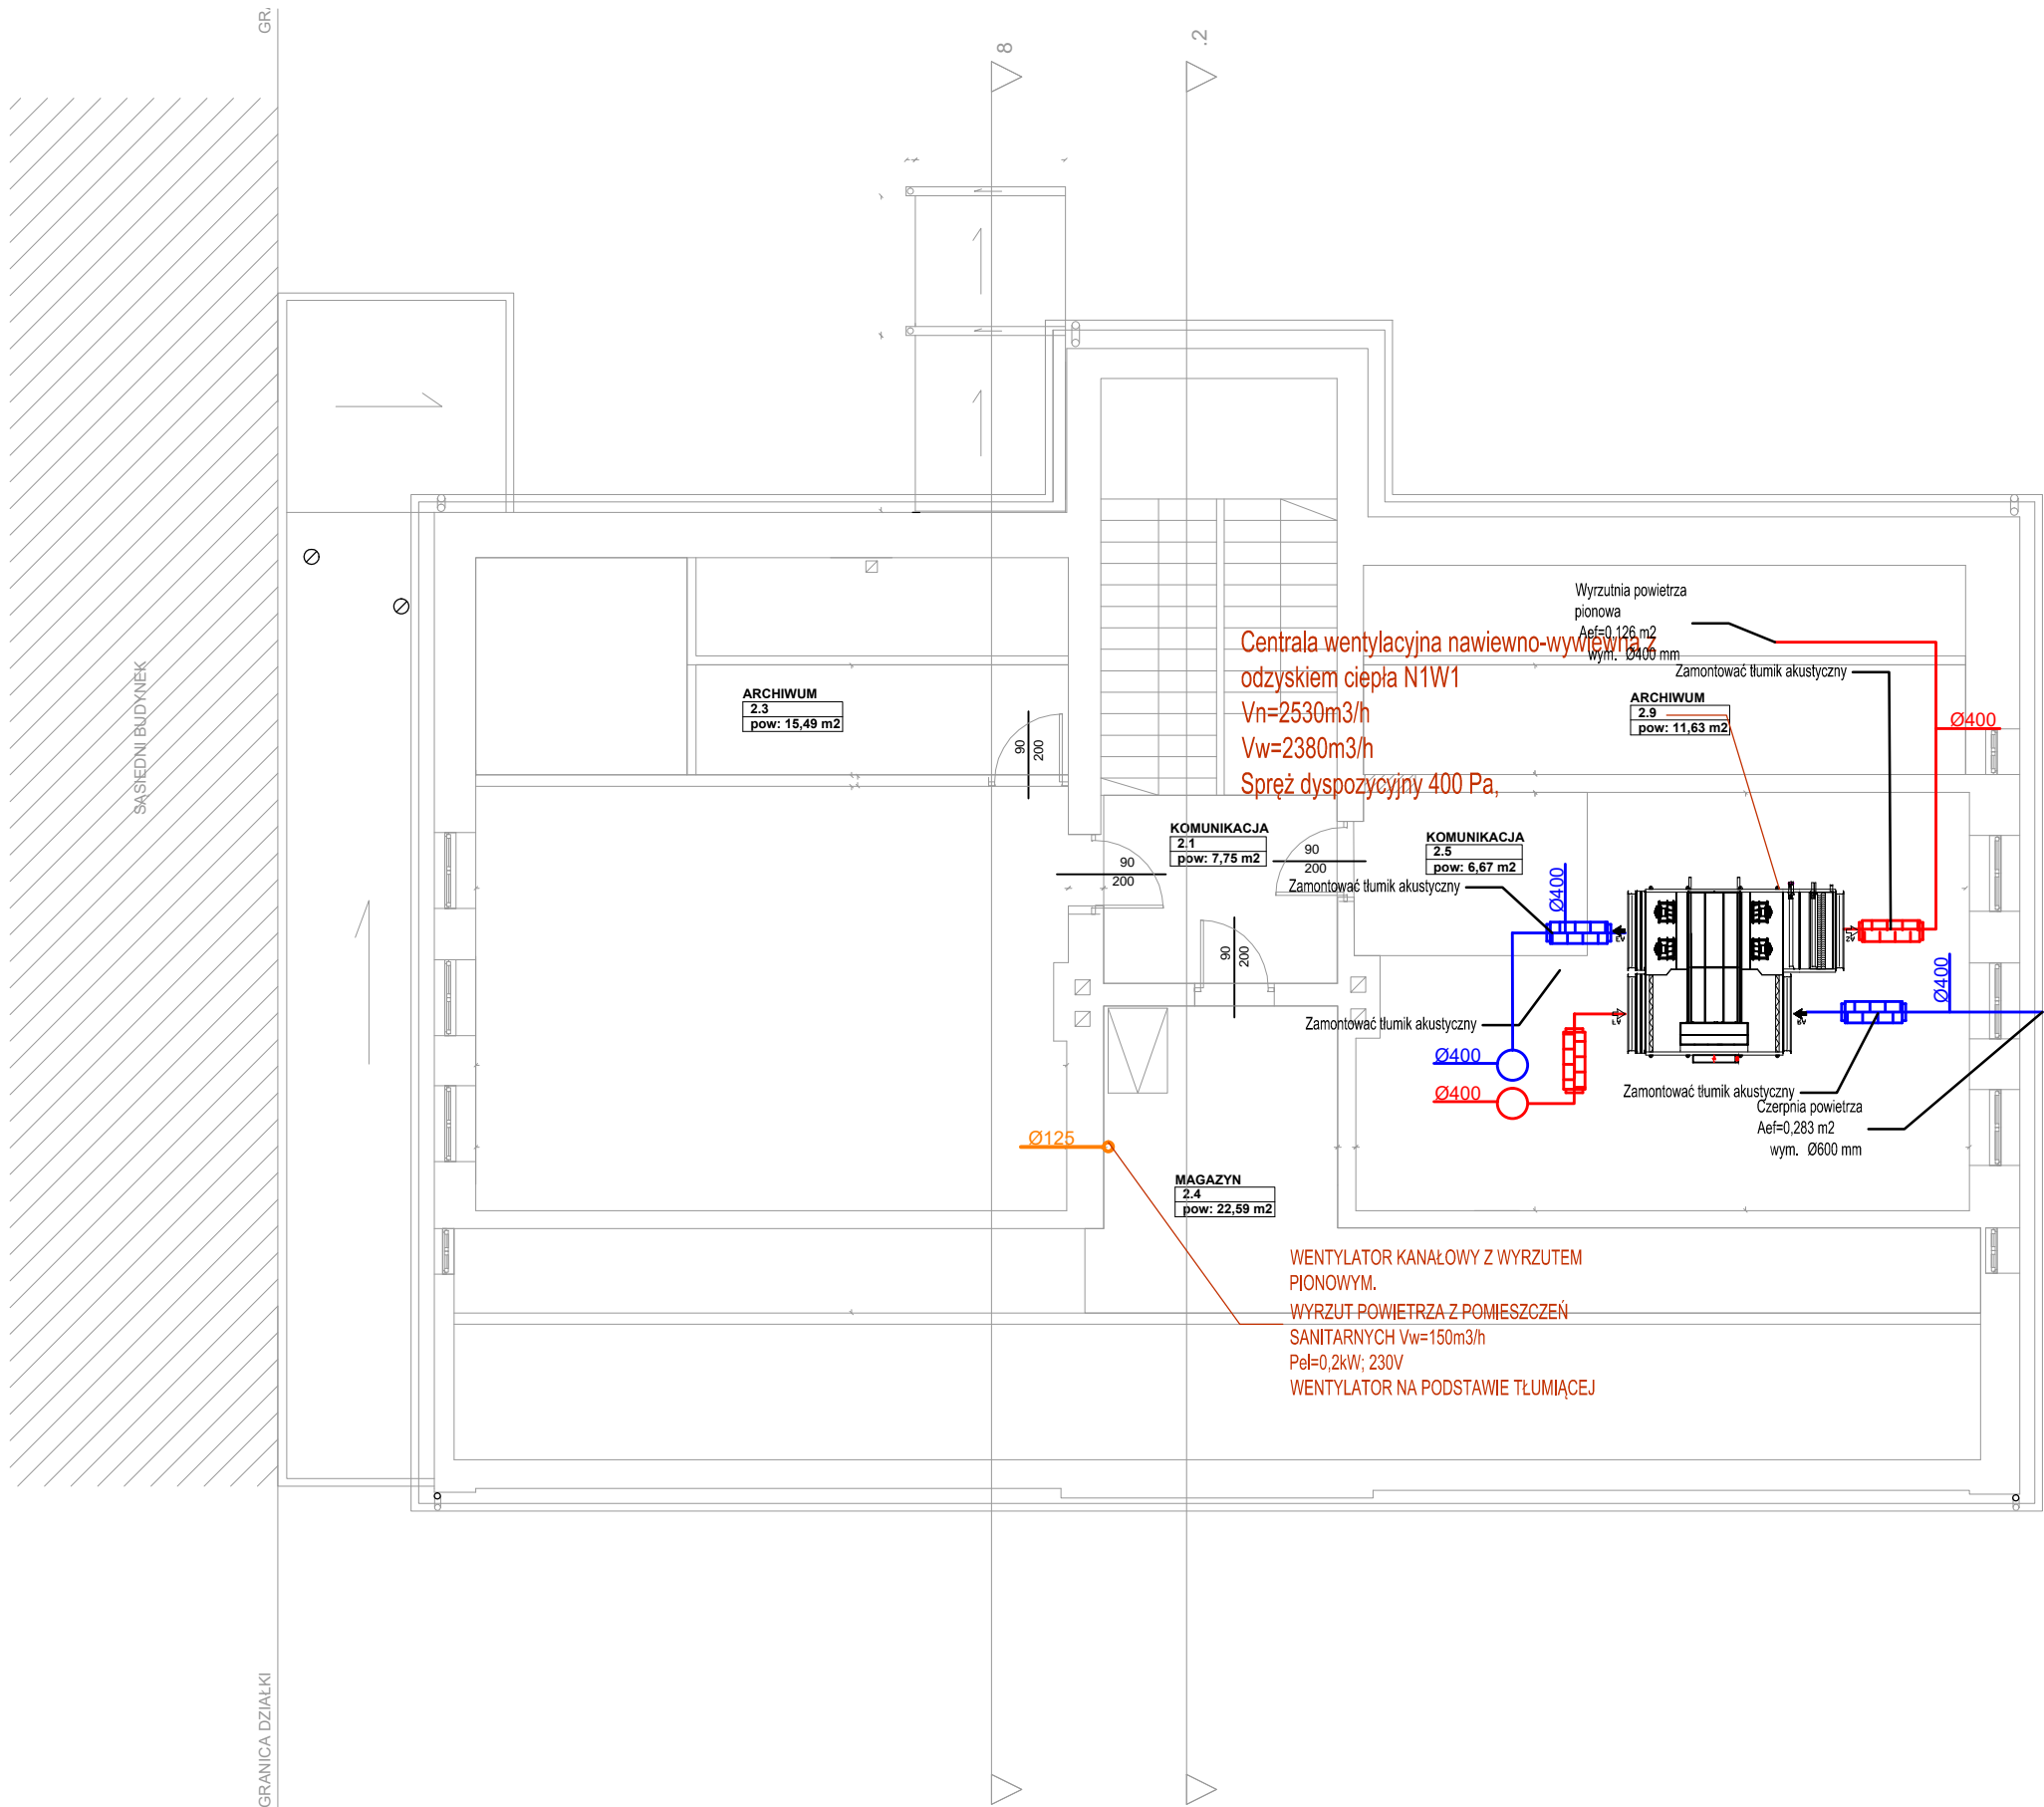 GR.
8
.2
SĄSIEDNI BUDYNEK
GRANICA DZIAŁKI
Wyrzutnia powietrza
pionowa
Aef=0,126 m2
wym. Ø400 mm
Centrala wentylacyjna nawiewno-wywiewna z
odzyskiem ciepła N1W1
Vn=2530m3/h
Vw=2380m3/h
Spręż dyspozycyjny 400 Pa,
Zamontować tłumik akustyczny
ARCHIWUM
2.3
pow: 15,49 m2
ARCHIWUM
2.9
pow: 11,63 m2
Ø400
90
200
KOMUNIKACJA
2.1
pow: 7,75 m2
KOMUNIKACJA
2.5
pow: 6,67 m2
90
200
90
200
Zamontować tłumik akustyczny
Ø400
90
200
Ø400
Zamontować tłumik akustyczny
Ø400
Ø400
Zamontować tłumik akustyczny
Czerpnia powietrza
Aef=0,283 m2
wym. Ø600 mm
Ø125
MAGAZYN
2.4
pow: 22,59 m2
WENTYLATOR KANAŁOWY Z WYRZUTEM
PIONOWYM.
WYRZUT POWIETRZA Z POMIESZCZEŃ
SANITARNYCH Vw=150m3/h
Pel=0,2kW; 230V
WENTYLATOR NA PODSTAWIE TŁUMIĄCEJ